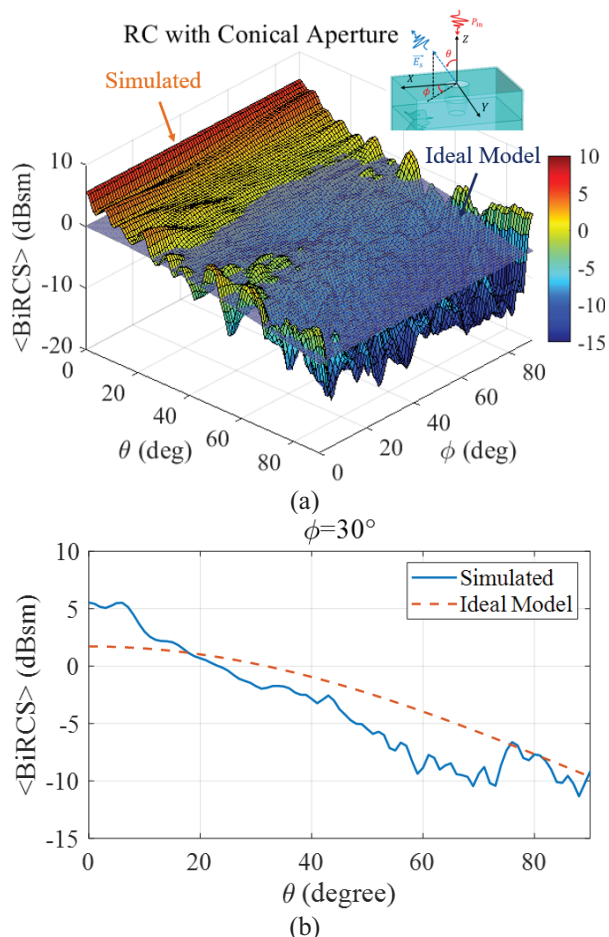 RC with Conical Aperture
P_in
Z
E_s
θ
X
ϕ
Y
Simulated
Ideal Model
<BiRCS> (dBsm)
10
0
-10
-20
0
20
40
60
80
θ (deg)
0
20
40
60
80
ϕ (deg)
10
5
0
-5
-10
-15
(a)
ϕ=30°
<BiRCS> (dBsm)
10
5
0
-5
-10
-15
Simulated
Ideal Model
0
20
40
60
80
θ (degree)
(b)